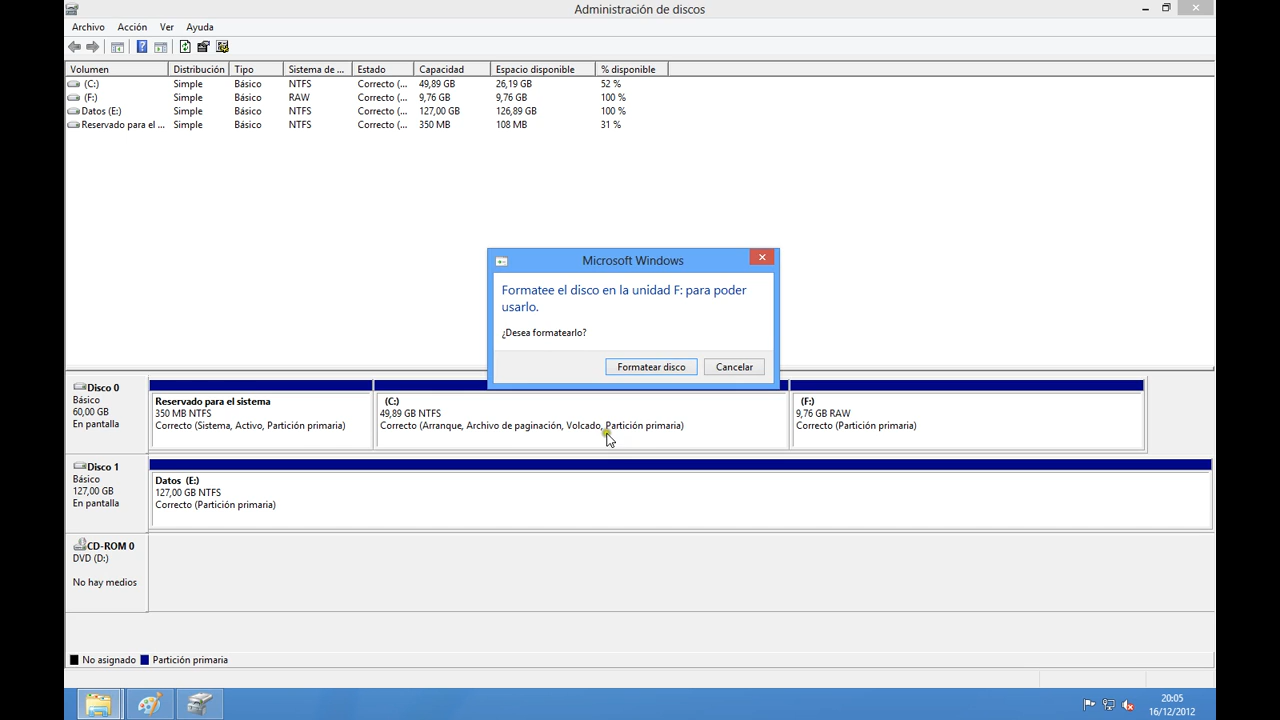 Administración de discos
Archivo Acción Ver Ayuda
Volumen Distribución Tipo Sistema de ... Estado Capacidad Espacio disponible % disponible
(C:) Simple Básico NTFS Correcto (... 49,89 GB 26,19 GB 52 %
(F:) Simple Básico RAW Correcto (... 9,76 GB 9,76 GB 100 %
Datos (E:) Simple Básico NTFS Correcto (... 127,00 GB 126,89 GB 100 %
Reservado para el ... Simple Básico NTFS Correcto (... 350 MB 108 MB 31 %
Microsoft Windows
Formatee el disco en la unidad F: para poder
usarlo.
¿Desea formatearlo?
Formatear disco Cancelar
Disco 0
Básico
60,00 GB
En pantalla
Reservado para el sistema
350 MB NTFS
Correcto (Sistema, Activo, Partición primaria)
(C:)
49,89 GB NTFS
Correcto (Arranque, Archivo de paginación, Volcado, Partición primaria)
(F:)
9,76 GB RAW
Correcto (Partición primaria)
Disco 1
Básico
127,00 GB
En pantalla
Datos (E:)
127,00 GB NTFS
Correcto (Partición primaria)
CD-ROM 0
DVD (D:)
No hay medios
No asignado Partición primaria
20:05
16/12/2012